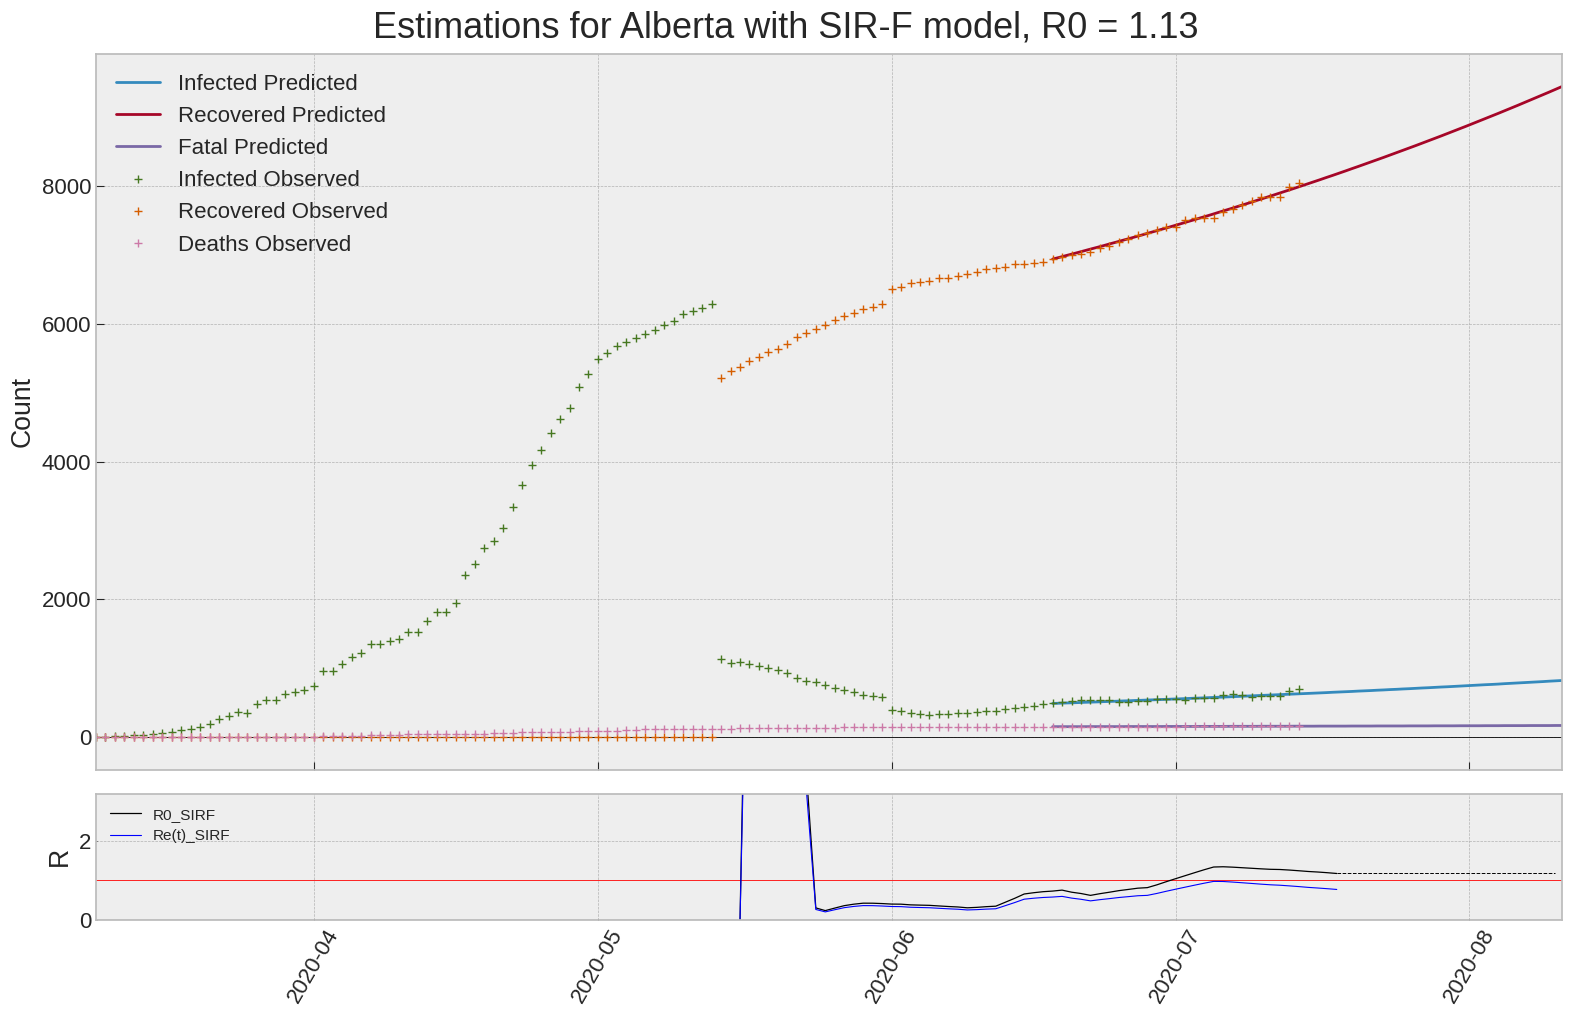 Estimations for Alberta with SIR-F model, R0 = 1.13
Infected Predicted
Recovered Predicted
Fatal Predicted
Infected Observed
Recovered Observed
Deaths Observed
Count
8000
6000
4000
2000
0
R0_SIRF
Re(t)_SIRF
R
2
0
2020-04
2020-05
2020-06
2020-07
2020-08